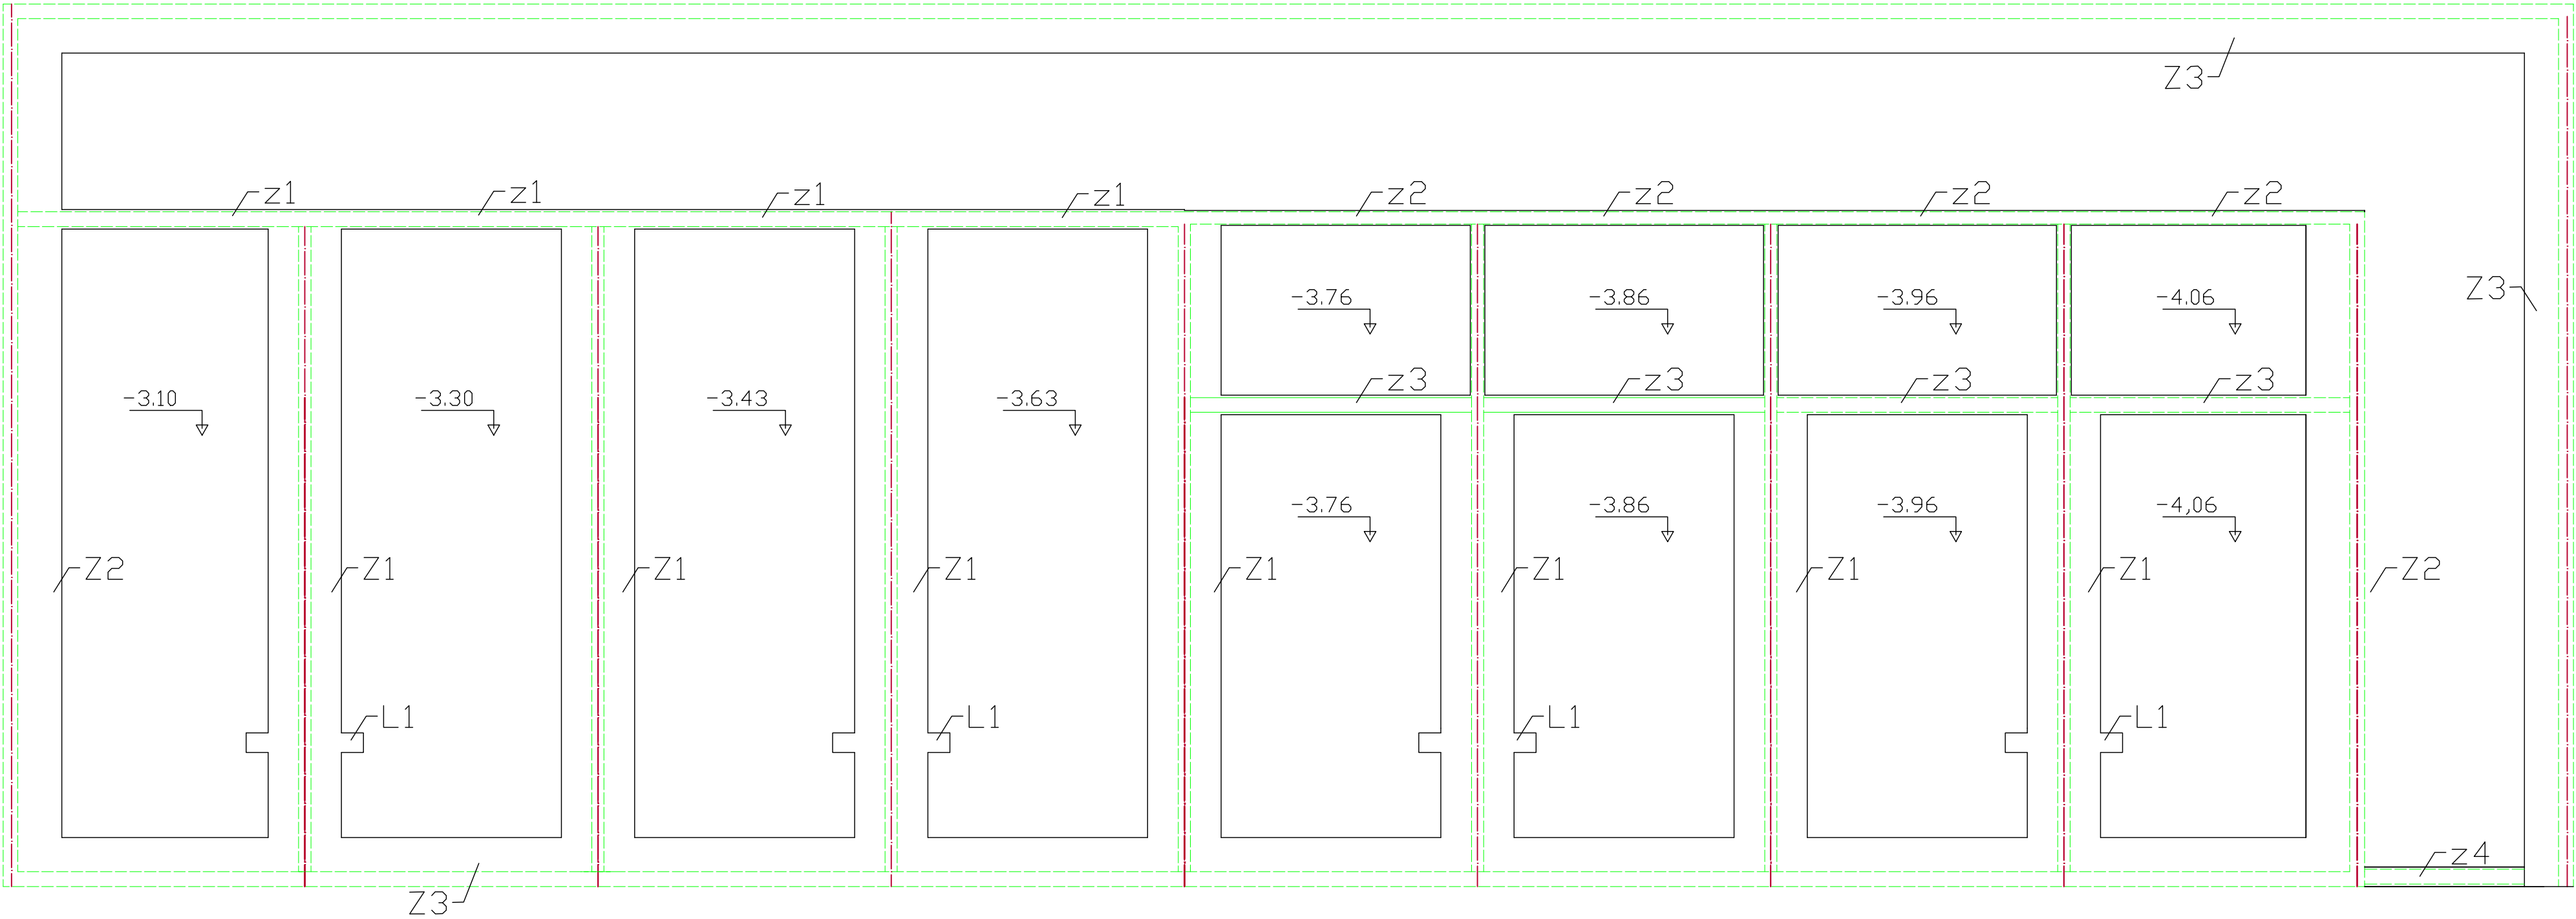 Z3
z1 z1 z1 z1 z2 z2 z2 z2
Z3
-3.76 -3.86 -3.96 -4.06
z3 z3 z3 z3
-3.10 -3.30 -3.43 -3.63
-3.76 -3.86 -3.96 -4,06
Z2 Z1 Z1 Z1 Z1 Z1 Z1 Z1 Z2
L1 L1 L1 L1
z4
Z3